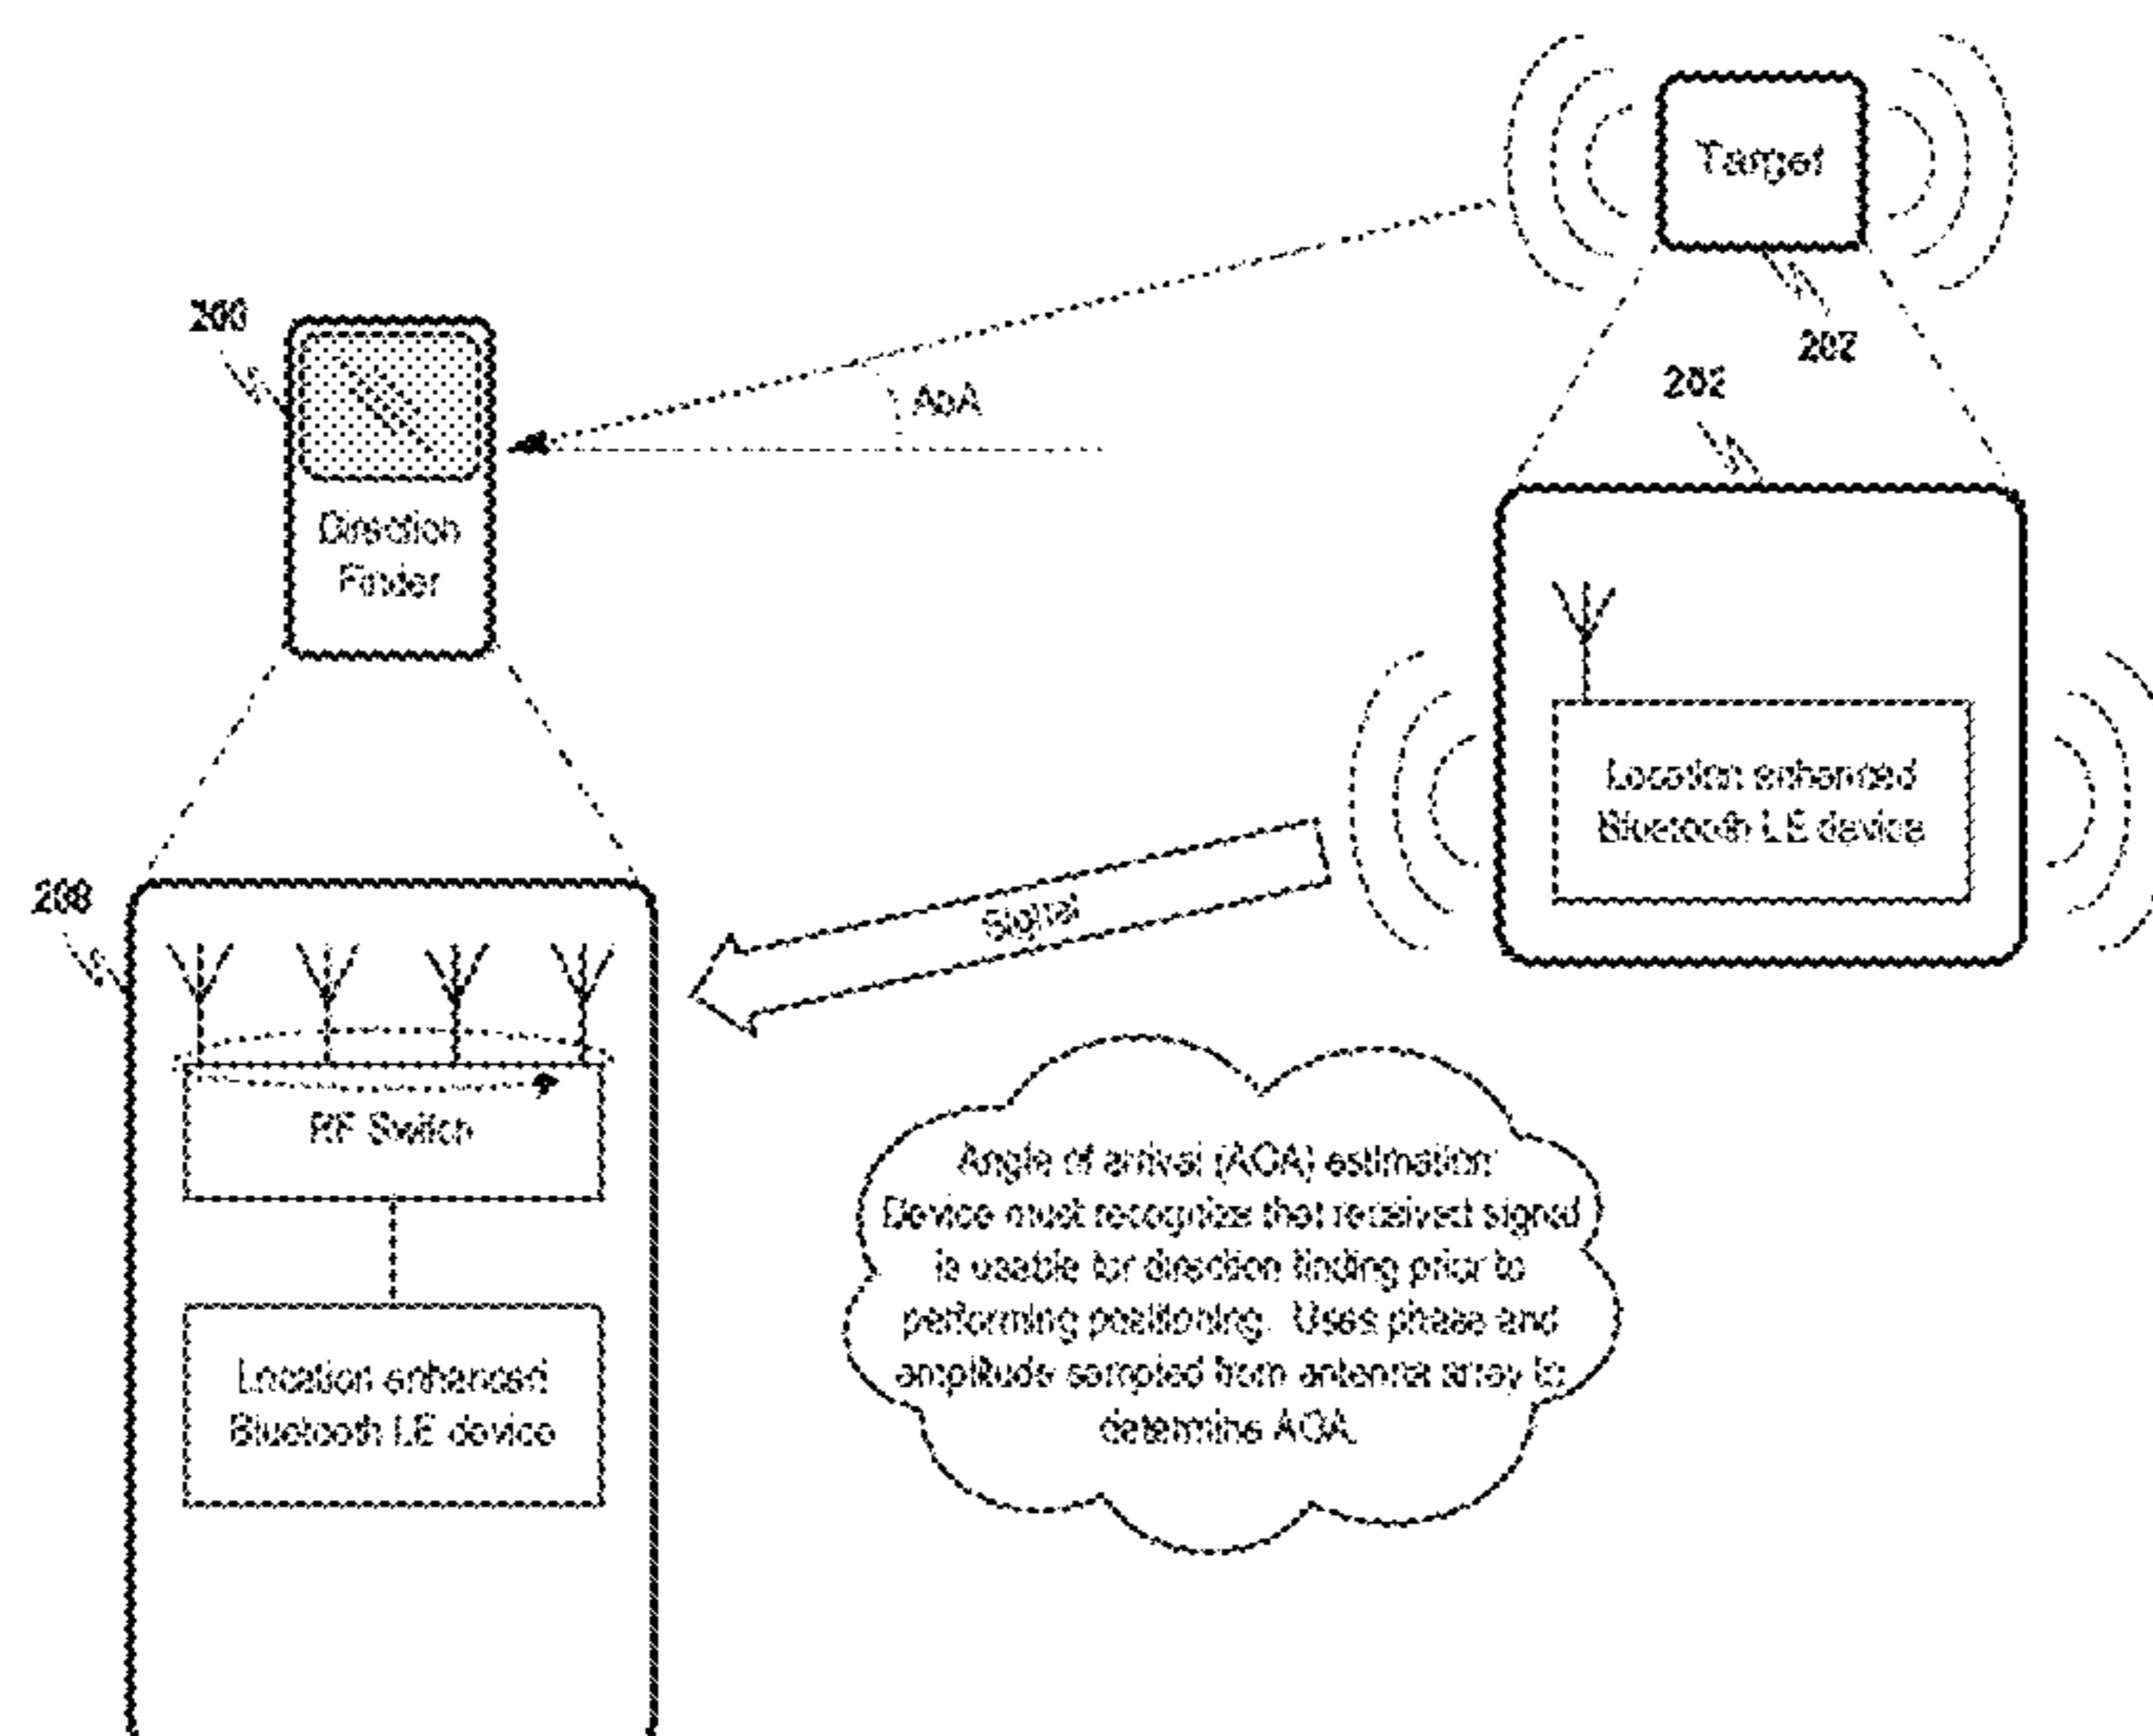 Target
200
202
AoA
202
Direction
Finder
Location enhanced
Bluetooth LE device
200
Signal
RF Switch
Angle of arrival (AOA) estimation:
Device must recognize that received signal
is usable for direction finding prior to
performing positioning. Uses phase and
amplitude sampled from antenna array to
determine AOA.
Location enhanced
Bluetooth LE device